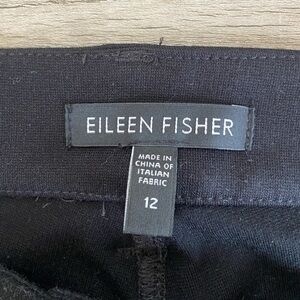 EILEEN FISHER
MADE IN
CHINA OF
ITALIAN
FABRIC
12